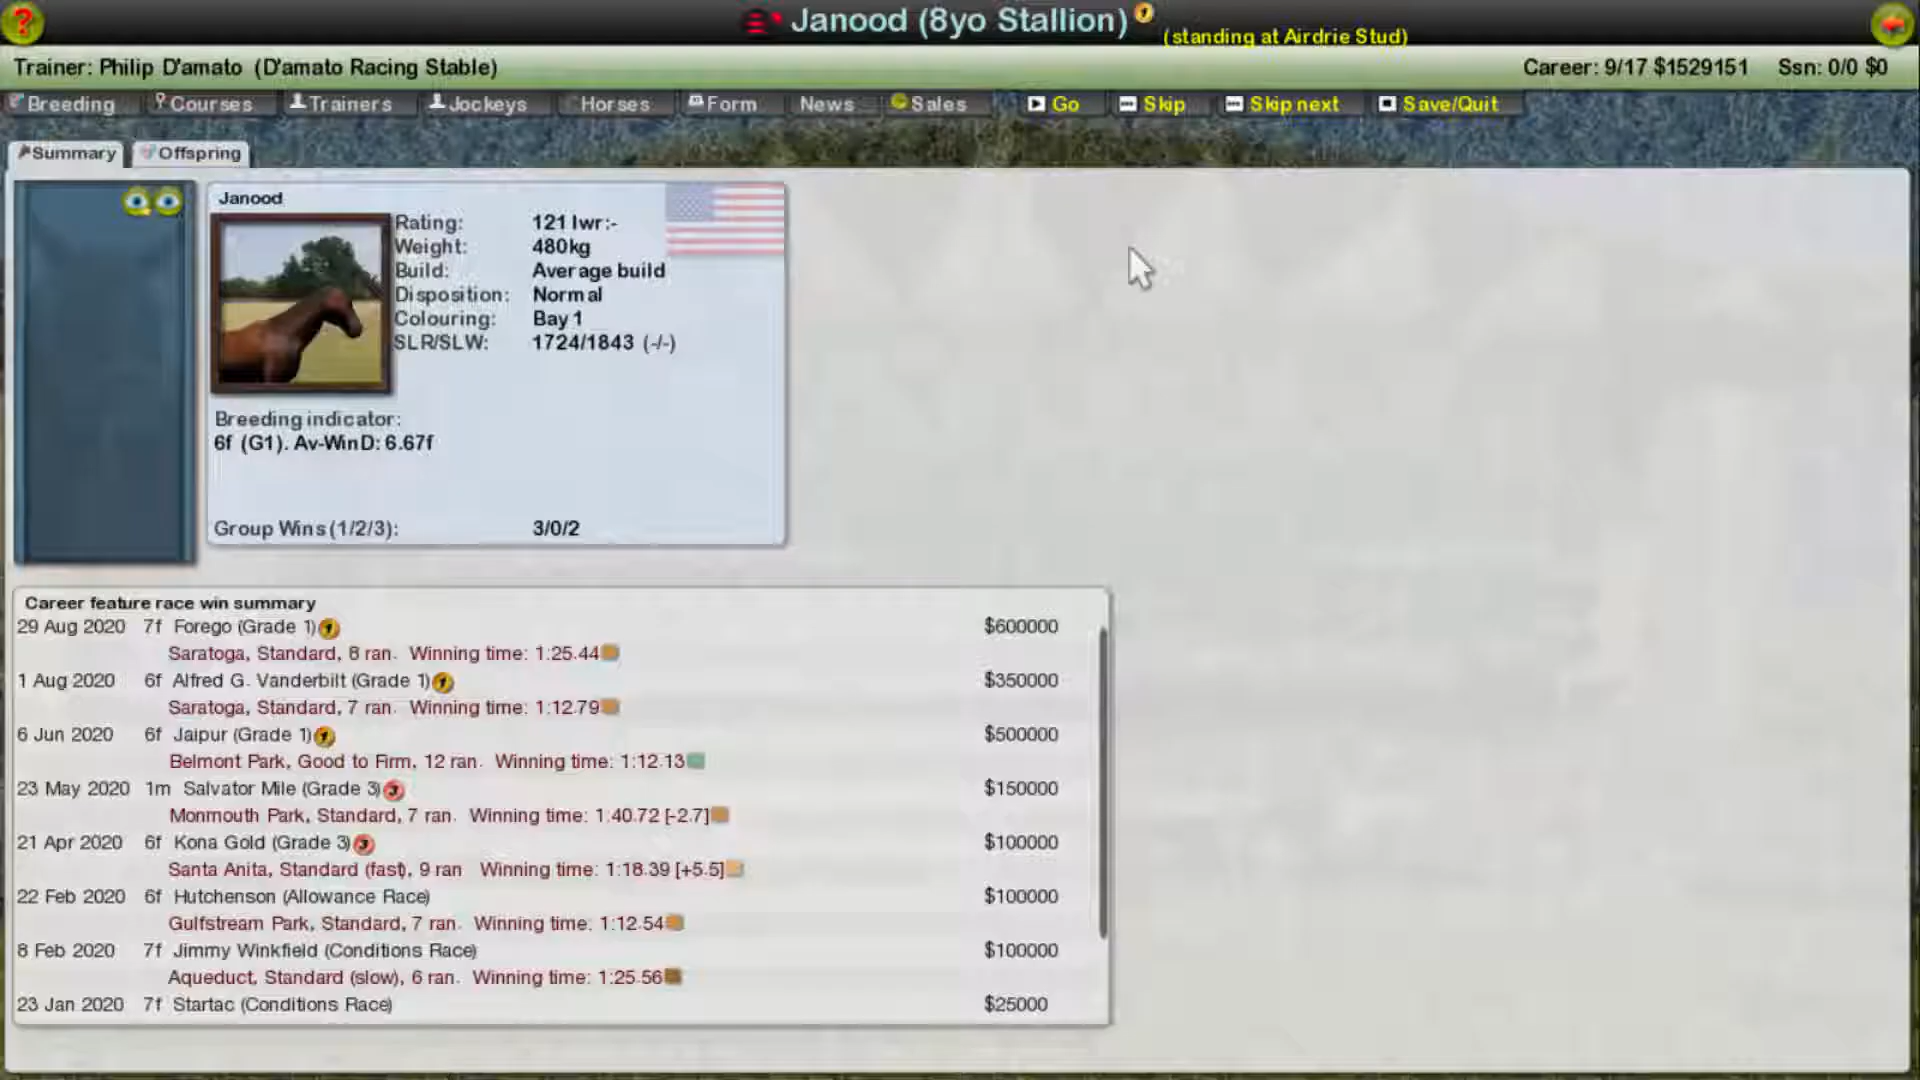 ?
Janood (8yo Stallion) 1 (standing at Airdrie Stud)
Trainer: Philip D'amato (D'amato Racing Stable) Career: 9/17 $1529151 Ssn: 0/0 $0
Breeding Courses Trainers Jockeys Horses Form News Sales Go Skip Skip next Save/Quit
Summary Offspring
Janood
Rating: 121 lwr:-
Weight: 480kg
Build: Average build
Disposition: Normal
Colouring: Bay 1
SLR/SLW: 1724/1843 (-/-)
Breeding indicator:
6f (G1). Av-WinD: 6.67f
Group Wins (1/2/3): 3/0/2
Career feature race win summary
29 Aug 2020 7f Forego (Grade 1) 1 $600000
Saratoga, Standard, 8 ran. Winning time: 1:25.44
1 Aug 2020 6f Alfred G. Vanderbilt (Grade 1) 1 $350000
Saratoga, Standard, 7 ran. Winning time: 1:12.79
6 Jun 2020 6f Jaipur (Grade 1) 1 $500000
Belmont Park, Good to Firm, 12 ran. Winning time: 1:12.13
23 May 2020 1m Salvator Mile (Grade 3) 3 $150000
Monmouth Park, Standard, 7 ran. Winning time: 1:40.72 [-2.7]
21 Apr 2020 6f Kona Gold (Grade 3) 3 $100000
Santa Anita, Standard (fast), 9 ran Winning time: 1:18.39 [+5.5]
22 Feb 2020 6f Hutchenson (Allowance Race) $100000
Gulfstream Park, Standard, 7 ran. Winning time: 1:12.54
8 Feb 2020 7f Jimmy Winkfield (Conditions Race) $100000
Aqueduct, Standard (slow), 6 ran. Winning time: 1:25.56
23 Jan 2020 7f Startac (Conditions Race) $25000